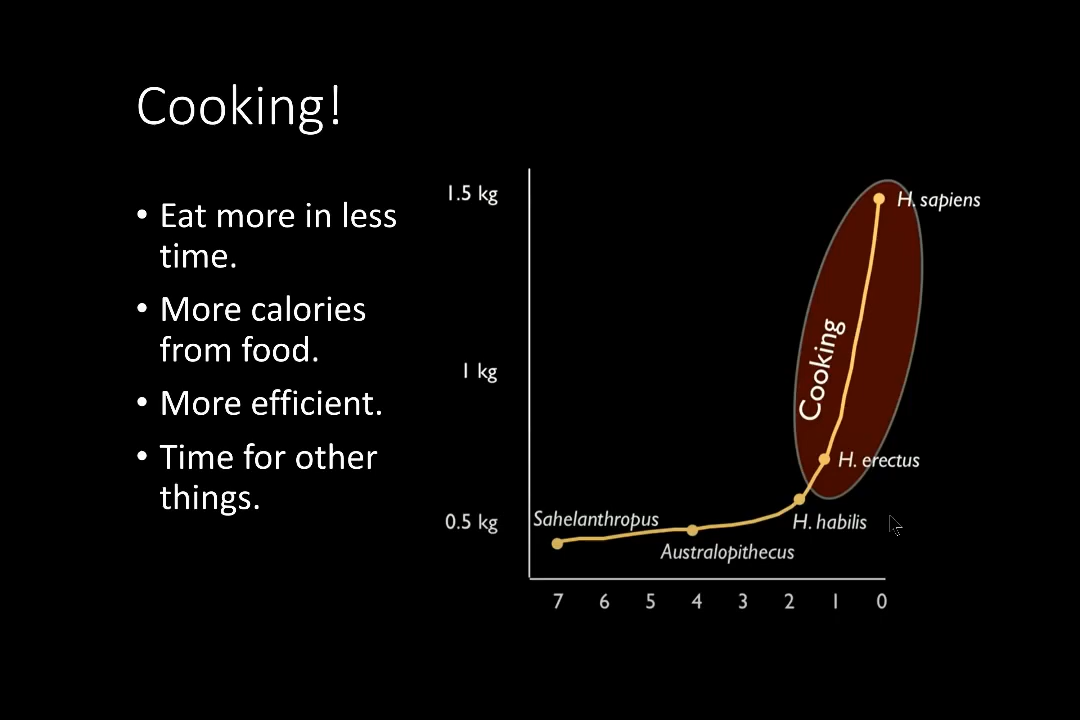 Cooking!
• Eat more in less
time.
• More calories
from food.
• More efficient.
• Time for other
things.
1.5 kg
1 kg
0.5 kg
H. sapiens
Cooking
H. erectus
H. habilis
Sahelanthropus
Australopithecus
7 6 5 4 3 2 1 0